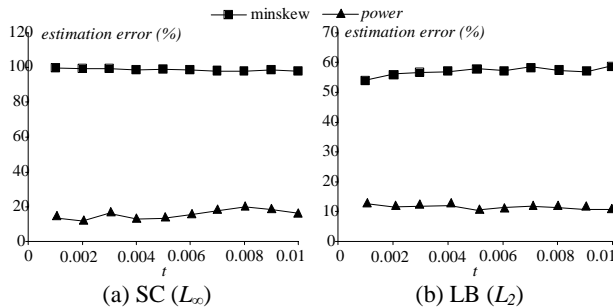 minskew power
estimation error (%)
120
100
80
60
40
20
0
0 0.002 0.004 0.006 0.008 0.01
t
(a) SC (L∞)
estimation error (%)
70
60
50
40
30
20
10
0
0 0.002 0.004 0.006 0.008 0.01
t
(b) LB (L2)